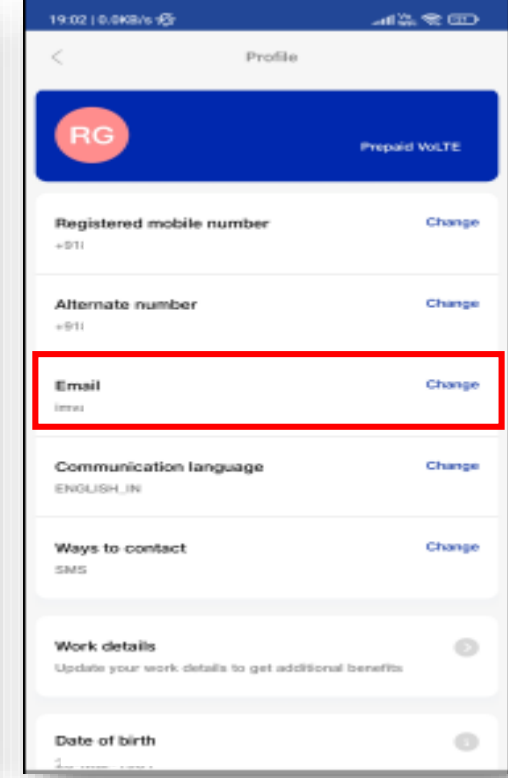 19:02 | 0.0KB/s
Profile
RG
Prepaid VoLTE
Registered mobile number
Change
+91
Alternate number
Change
+91
Email
Change
Communication language
Change
ENGLISH_IN
Ways to contact
Change
SMS
Work details
Update your work details to get additional benefits
Date of birth